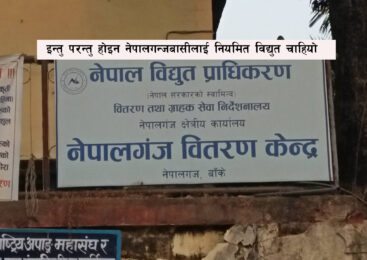 इन्तु परन्तु होइन नेपालगन्जबासीलाई नियमित विद्युत चाहियो
नेपाल विद्युत प्राधिकरण
(नेपाल सरकारको स्वामित्व)
वितरण तथा ग्राहक सेवा निर्देशनालय
नेपालगंज क्षेत्रीय कार्यालय
नेपालगंज वितरण केन्द्र
नेपालगंज, बाँके
राष्ट्रिय अपाङ्ग महासंघ र